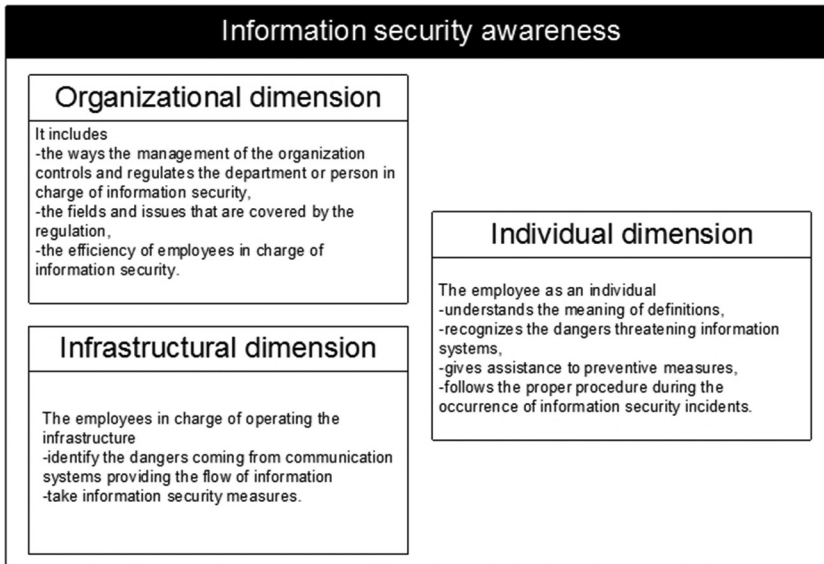 Information security awareness
Organizational dimension
It includes
-the ways the management of the organization
controls and regulates the department or person in
charge of information security,
-the fields and issues that are covered by the
regulation,
-the efficiency of employees in charge of
information security.
Infrastructural dimension
The employees in charge of operating the
infrastructure
-identify the dangers coming from communication
systems providing the flow of information
-take information security measures.
Individual dimension
The employee as an individual
-understands the meaning of definitions,
-recognizes the dangers threatening information
systems,
-gives assistance to preventive measures,
-follows the proper procedure during the
occurrence of information security incidents.